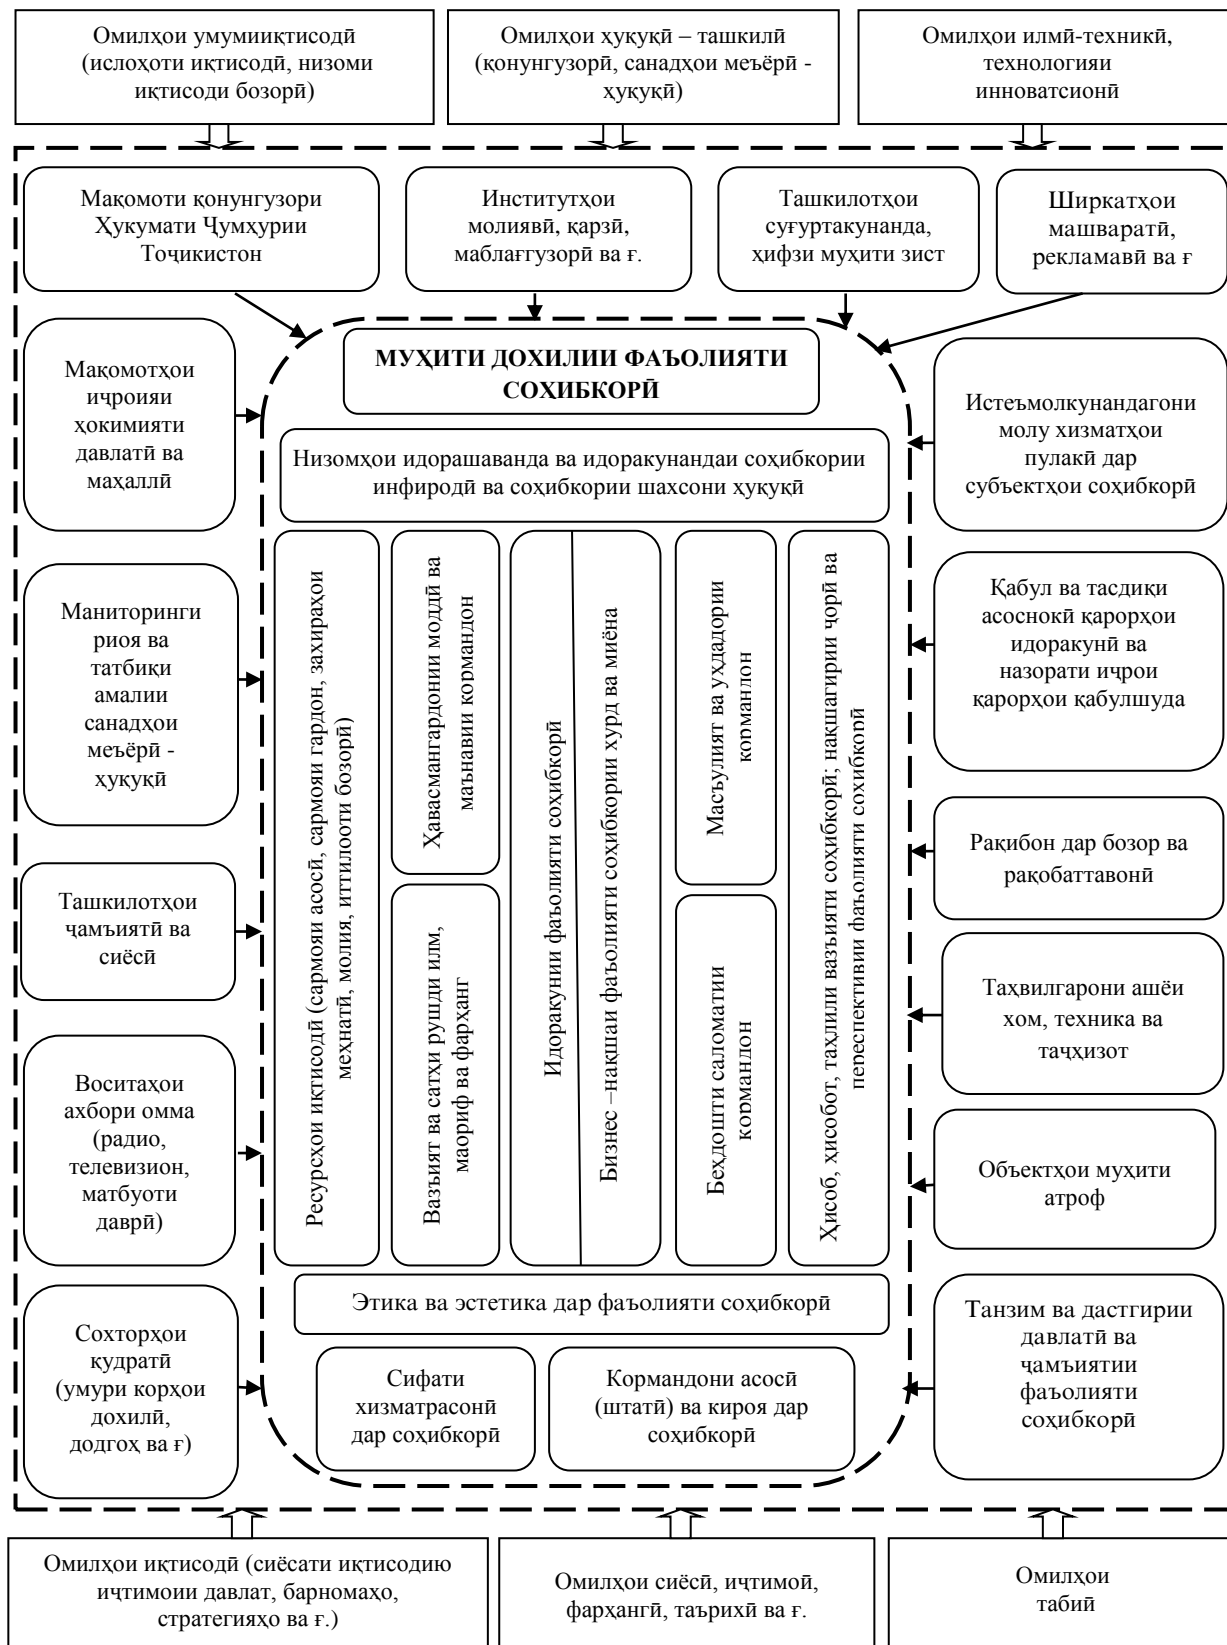 Омилҳои умумииқтисодӣ
(ислоҳоти иқтисодӣ, низоми
иқтисоди бозорӣ)
Омилҳои ҳуқуқӣ – ташкилӣ
(қонунгузорӣ, санадҳои меъёрӣ -
ҳуқуқӣ)
Омилҳои илмӣ-техникӣ,
технологияи
инноватсионӣ
Мақомоти қонунгузори
Ҳукумати Ҷумҳурии
Тоҷикистон
Институтҳои
молиявӣ, қарзӣ,
маблағгузорӣ ва ғ.
Ташкилотҳои
суғуртакунанда,
ҳифзи муҳити зист
Ширкатҳои
машваратӣ,
рекламавӣ ва ғ
МУҲИТИ ДОХИЛИИ ФАЪОЛИЯТИ
СОҲИБКОРӢ
Мақомотҳои
иҷроияи
ҳокимияти
давлатӣ ва
маҳаллӣ
Низомҳои идорашаванда ва идоракунандаи соҳибкории
инфиродӣ ва соҳибкории шахсони ҳуқуқӣ
Истеъмолкунандагони
молу хизматҳои
пулакӣ дар
субъектҳои соҳибкорӣ
Маниторинги
риоя ва
татбиқи
амалии
санадҳои
меъёрӣ -
ҳуқуқӣ
Ресурсҳои иқтисодӣ (сармояи асосӣ, сармояи гардон, захираҳои
меҳнатӣ, молия, иттилооти бозорӣ)
Ҳавасмангардонии моддӣ ва
маънавии кормандон
Вазъият ва сатҳи рушди илм,
маориф ва фарҳанг
Идоракунии фаъолияти соҳибкорӣ
Бизнес –нақшаи фаъолияти соҳибкории хурд ва миёна
Масъулият ва уҳдадории
кормандон
Беҳдошти саломатии
кормандон
Ҳисоб, ҳисобот, таҳлили вазъияти соҳибкорӣ; нақшагирии ҷорӣ ва
переспективии фаъолияти соҳибкорӣ
Қабул ва тасдиқи
асоснокӣ қарорҳои
идоракунӣ ва
назорати иҷрои
қарорҳои қабулшуда
Рақибон дар бозор ва
рақобаттавонӣ
Ташкилотҳои
ҷамъиятӣ ва
сиёсӣ
Таҳвилгарони ашёи
хом, техника ва
таҷҳизот
Воситаҳои
ахбори омма
(радио,
телевизион,
матбуоти
даврӣ)
Объектҳои муҳити
атроф
Этика ва эстетика дар фаъолияти соҳибкорӣ
Сохторҳои
қудратӣ
(умури корҳои
дохилӣ,
додгоҳ ва ғ)
Сифати
хизматрасонӣ
дар соҳибкорӣ
Кормандони асосӣ
(штатӣ) ва кироя дар
соҳибкорӣ
Танзим ва дастгирии
давлатӣ ва
ҷамъиятии
фаъолияти
соҳибкорӣ
Омилҳои иқтисодӣ (сиёсати иқтисодию
иҷтимоии давлат, барномаҳо,
стратегияҳо ва ғ.)
Омилҳои сиёсӣ, иҷтимоӣ,
фарҳангӣ, таърихӣ ва ғ.
Омилҳои
табиӣ